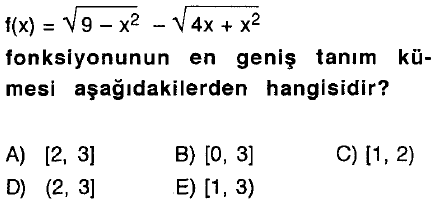 f(x) = √(9 − x²) − √(4x + x²)
fonksiyonunun en geniş tanım kü-
mesi aşağıdakilerden hangisidir?
A) [2, 3] B) [0, 3] C) [1, 2)
D) (2, 3] E) [1, 3)